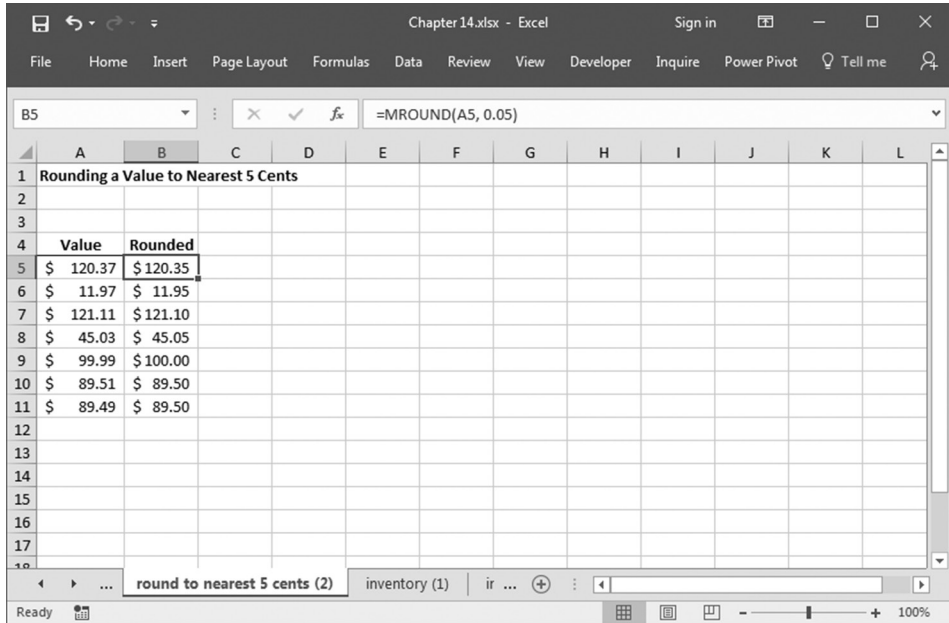 Chapter 14.xlsx - Excel
Sign in
File Home Insert Page Layout Formulas Data Review View Developer Inquire Power Pivot Tell me
B5 fx =MROUND(A5, 0.05)
A B C D E F G H I J K L
1 Rounding a Value to Nearest 5 Cents
2
3
4 Value Rounded
5 $ 120.37 $ 120.35
6 $ 11.97 $ 11.95
7 $ 121.11 $ 121.10
8 $ 45.03 $ 45.05
9 $ 99.99 $ 100.00
10 $ 89.51 $ 89.50
11 $ 89.49 $ 89.50
12
13
14
15
16
17
18
... round to nearest 5 cents (2) inventory (1) ir ...
Ready 100%